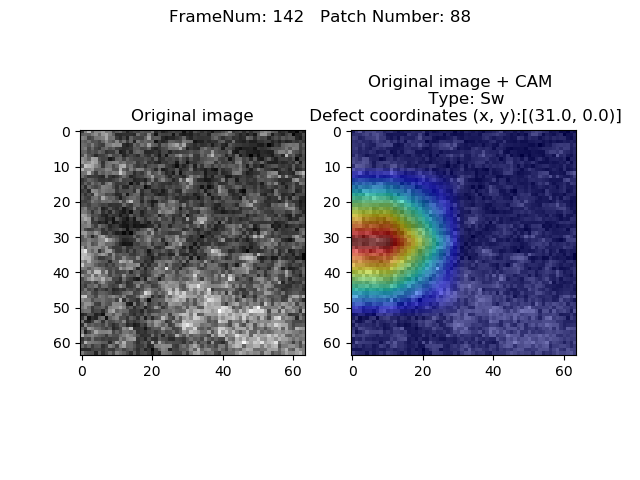 FrameNum: 142   Patch Number: 88
Original image
Original image + CAM
Type: Sw
Defect coordinates (x, y):[(31.0, 0.0)]
0
10
20
30
40
50
60
0 20 40 60
0
10
20
30
40
50
60
0 20 40 60